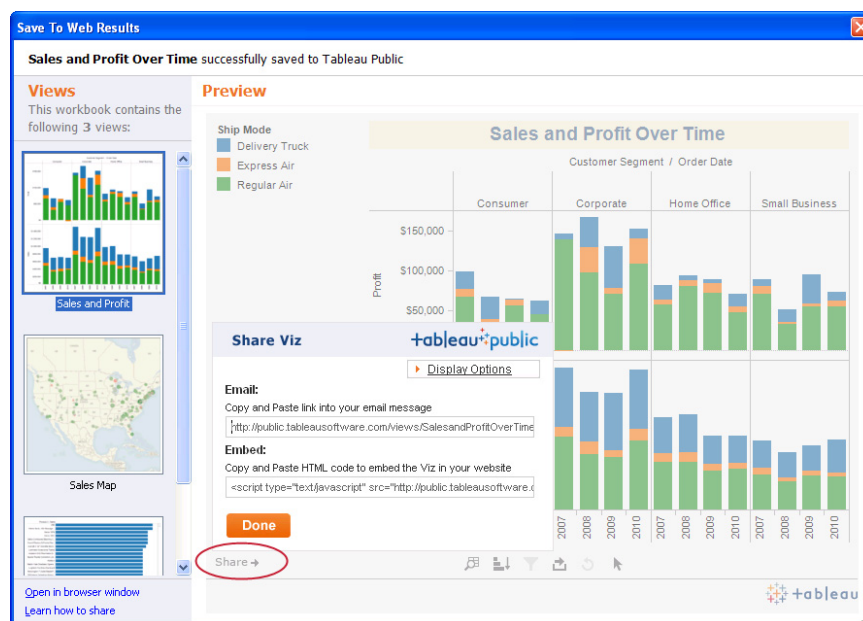 Save To Web Results
Sales and Profit Over Time successfully saved to Tableau Public
Views
This workbook contains the
following 3 views:
Sales and Profit
Sales Map
Open in browser window
Learn how to share
Preview
Ship Mode
Delivery Truck
Express Air
Regular Air
Sales and Profit Over Time
Customer Segment / Order Date
Consumer Corporate Home Office Small Business
Profit
$150,000
$100,000
$50,000
Share Viz
tableau public
Display Options
Email:
Copy and Paste link into your email message
http://public.tableausoftware.com/views/SalesandProfitOverTime
Embed:
Copy and Paste HTML code to embed the Viz in your website
<script type="text/javascript" src="http://public.tableausoftware.
Done
2007 2008 2009 2010 2007 2008 2009 2010 2007 2008 2009 2010
Share
tableau